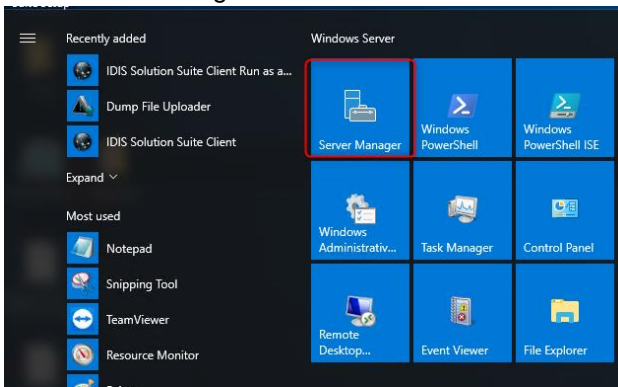 Recently added
IDIS Solution Suite Client Run as a...
Dump File Uploader
IDIS Solution Suite Client
Expand
Most used
Notepad
Snipping Tool
TeamViewer
Resource Monitor
Windows Server
Server Manager
Windows
PowerShell
Windows
PowerShell ISE
Windows
Administrativ...
Task Manager
Control Panel
Remote
Desktop...
Event Viewer
File Explorer